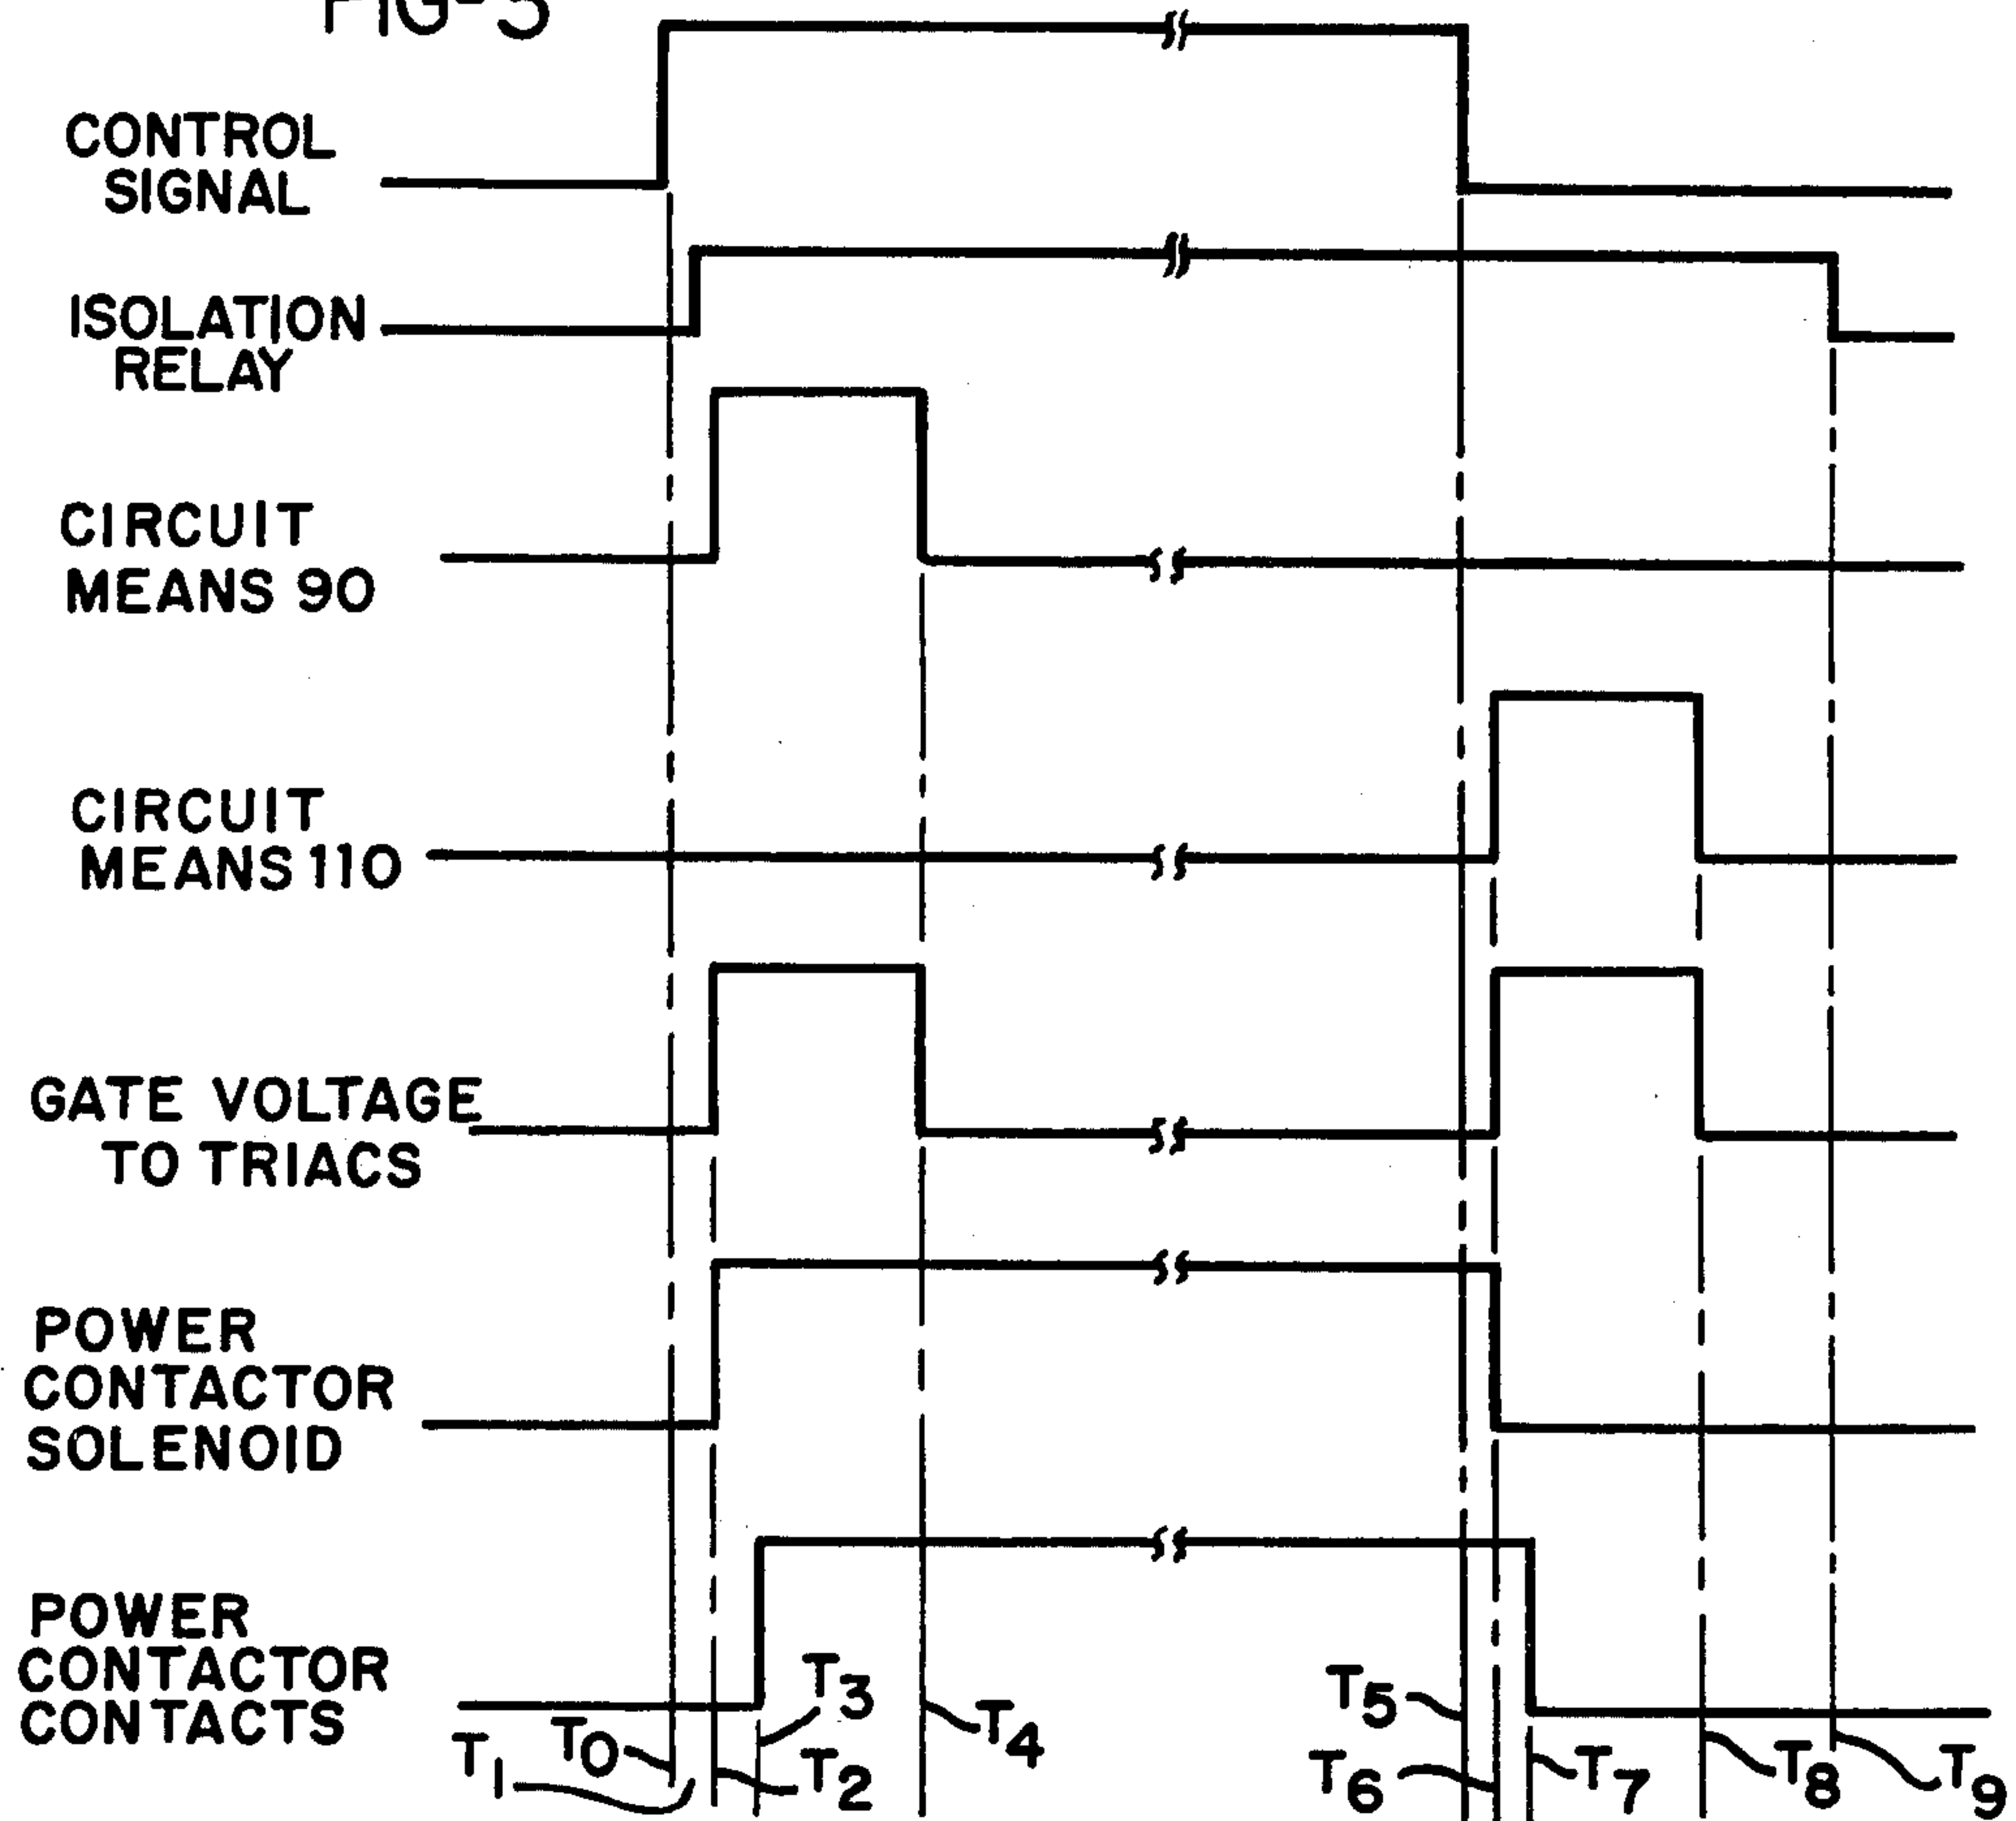 FIG-3
CONTROL
SIGNAL
ISOLATION
RELAY
CIRCUIT
MEANS 90
CIRCUIT
MEANS 110
GATE VOLTAGE
TO TRIACS
POWER
CONTACTOR
SOLENOID
POWER
CONTACTOR
CONTACTS
T1
T0
T3
T2
T4
T5
T6
T7
T8
T9